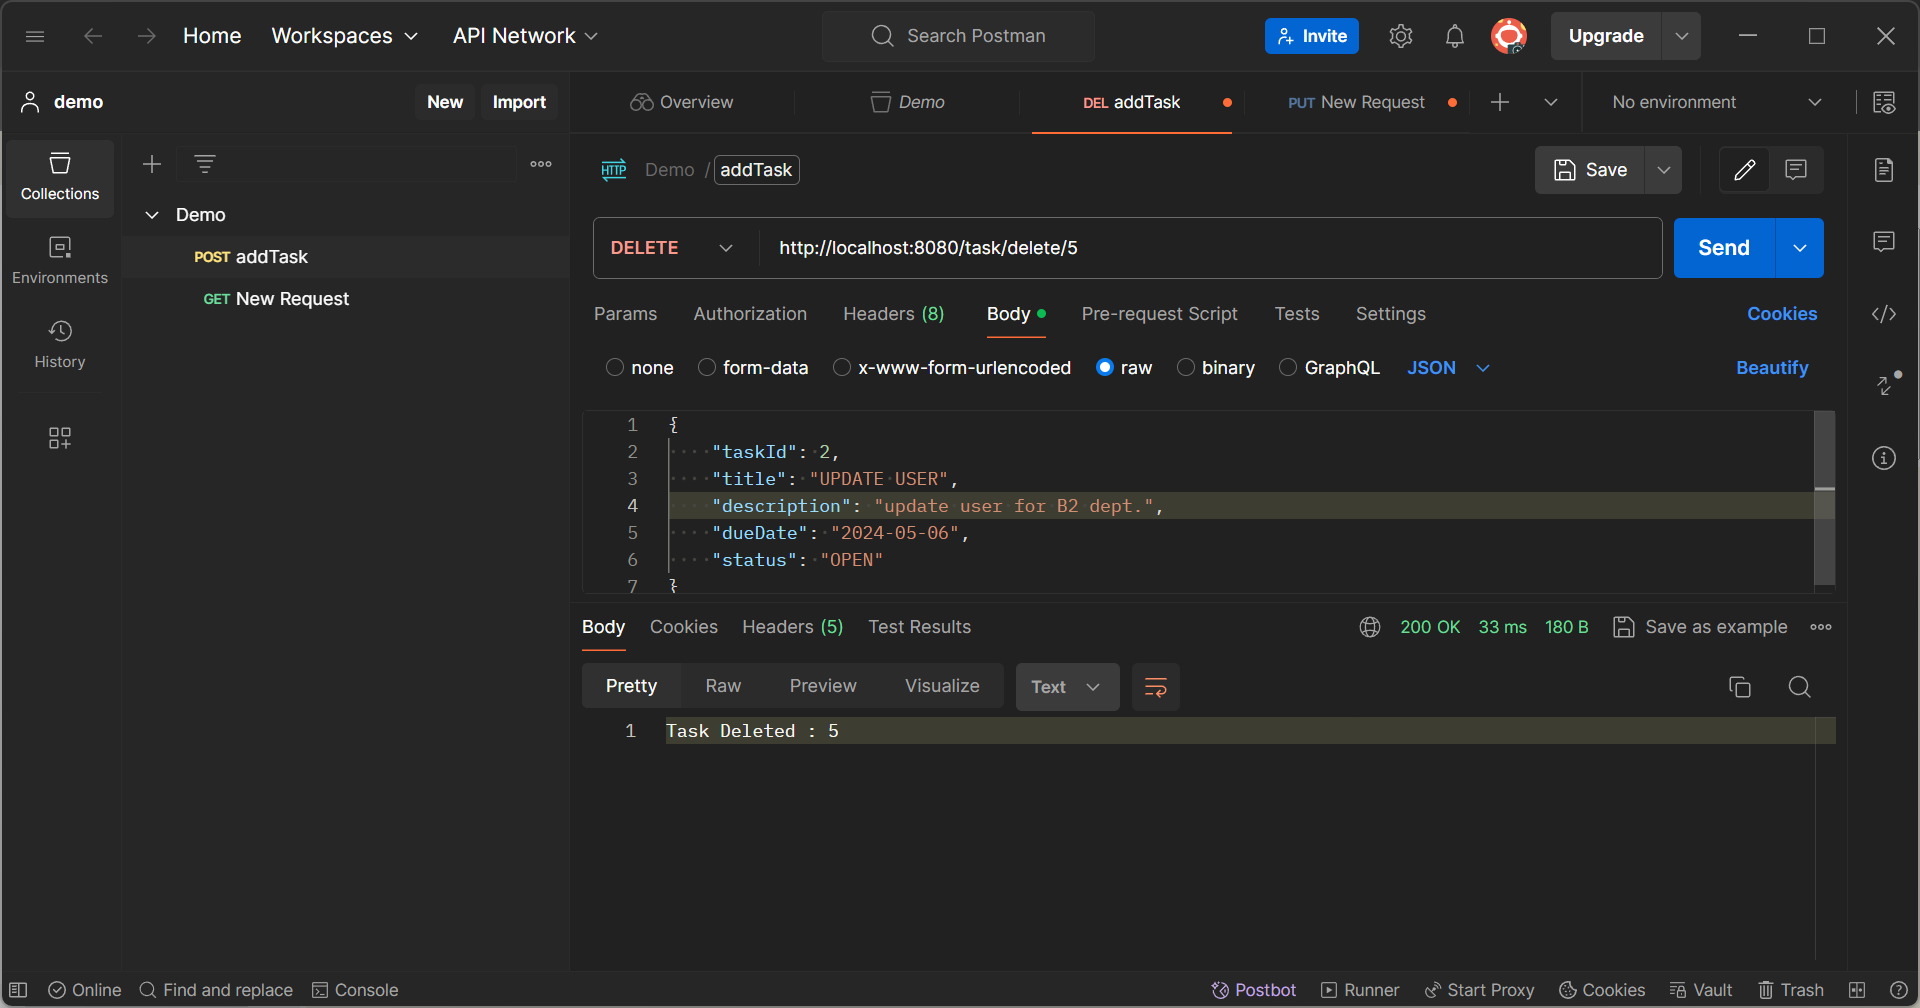 Home Workspaces API Network Search Postman Invite Upgrade
demo New Import Overview Demo DEL addTask PUT New Request No environment
Collections
Environments
History
Demo
POST addTask
GET New Request
HTTP Demo / addTask Save
DELETE http://localhost:8080/task/delete/5 Send
Params Authorization Headers (8) Body Pre-request Script Tests Settings Cookies
none form-data x-www-form-urlencoded raw binary GraphQL JSON Beautify
1 {
2 "taskId": 2,
3 "title": "UPDATE USER",
4 "description": "update user for B2 dept.",
5 "dueDate": "2024-05-06",
6 "status": "OPEN"
7 }
Body Cookies Headers (5) Test Results 200 OK 33 ms 180 B Save as example
Pretty Raw Preview Visualize Text
1 Task Deleted : 5
Online Find and replace Console Postbot Runner Start Proxy Cookies Vault Trash